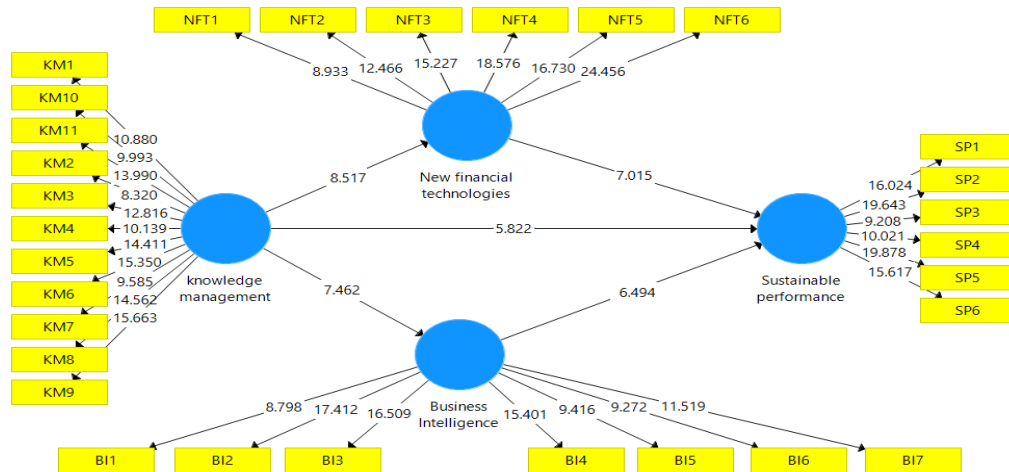 NFT1 NFT2 NFT3 NFT4 NFT5 NFT6
8.933 12.466 15.227 18.576 16.730 24.456
KM1
KM10
KM11
KM2
KM3
KM4
KM5
KM6
KM7
KM8
KM9
10.880
9.993
13.990
8.320
12.816
10.139
14.411
15.350
9.585
14.562
15.663
knowledge
management
8.517
New financial
technologies
7.015
5.822
7.462
6.494
Sustainable
performance
16.024
19.643
9.208
10.021
19.878
15.617
SP1
SP2
SP3
SP4
SP5
SP6
Business
Intelligence
8.798 17.412 16.509 15.401 9.416 9.272 11.519
BI1 BI2 BI3 BI4 BI5 BI6 BI7